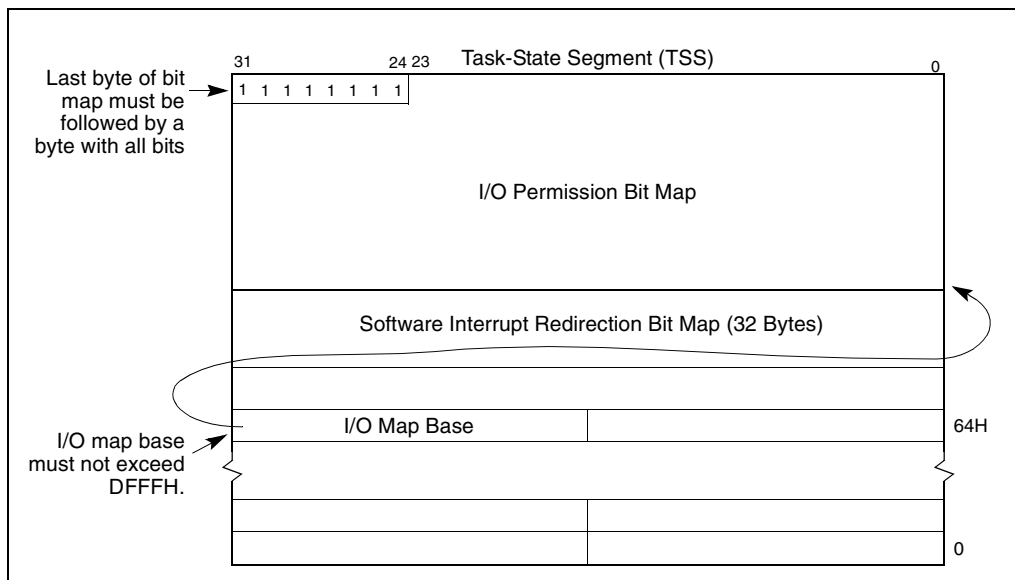 Task-State Segment (TSS)
31
24 23
0
Last byte of bit
map must be
followed by a
byte with all bits
1 1 1 1 1 1 1 1
I/O Permission Bit Map
Software Interrupt Redirection Bit Map (32 Bytes)
I/O Map Base
64H
I/O map base
must not exceed
DFFFH.
0